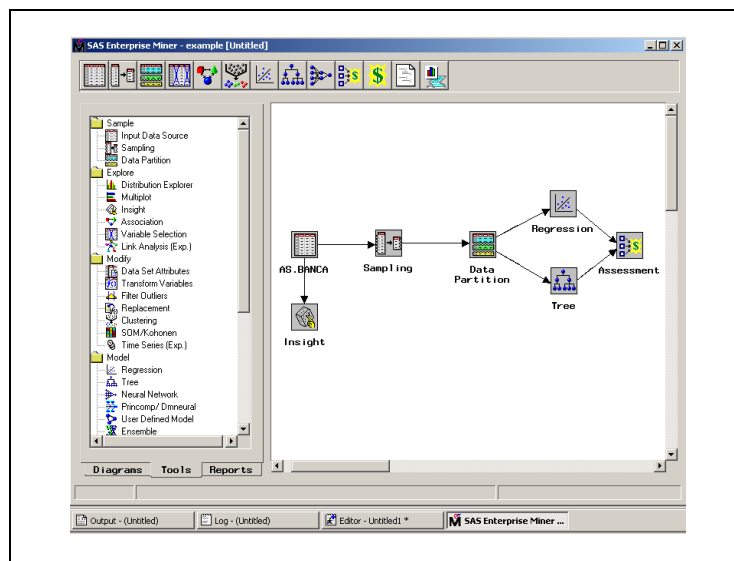 SAS Enterprise Miner - example [Untitled]
Sample
Input Data Source
Sampling
Data Partition
Explore
Distribution Explorer
Multiplot
Insight
Association
Variable Selection
Link Analysis (Exp.)
Modify
Data Set Attributes
Transform Variables
Filter Outliers
Replacement
Clustering
SOM/Kohonen
Time Series (Exp.)
Model
Regression
Tree
Neural Network
Princomp/ Dmneural
User Defined Model
Ensemble
AS.BANCA
Insight
Sampling
Data
Partition
Regression
Tree
Assessment
Diagrams Tools Reports
Output - (Untitled) Log - (Untitled) Editor - Untitled1 * SAS Enterprise Miner ...